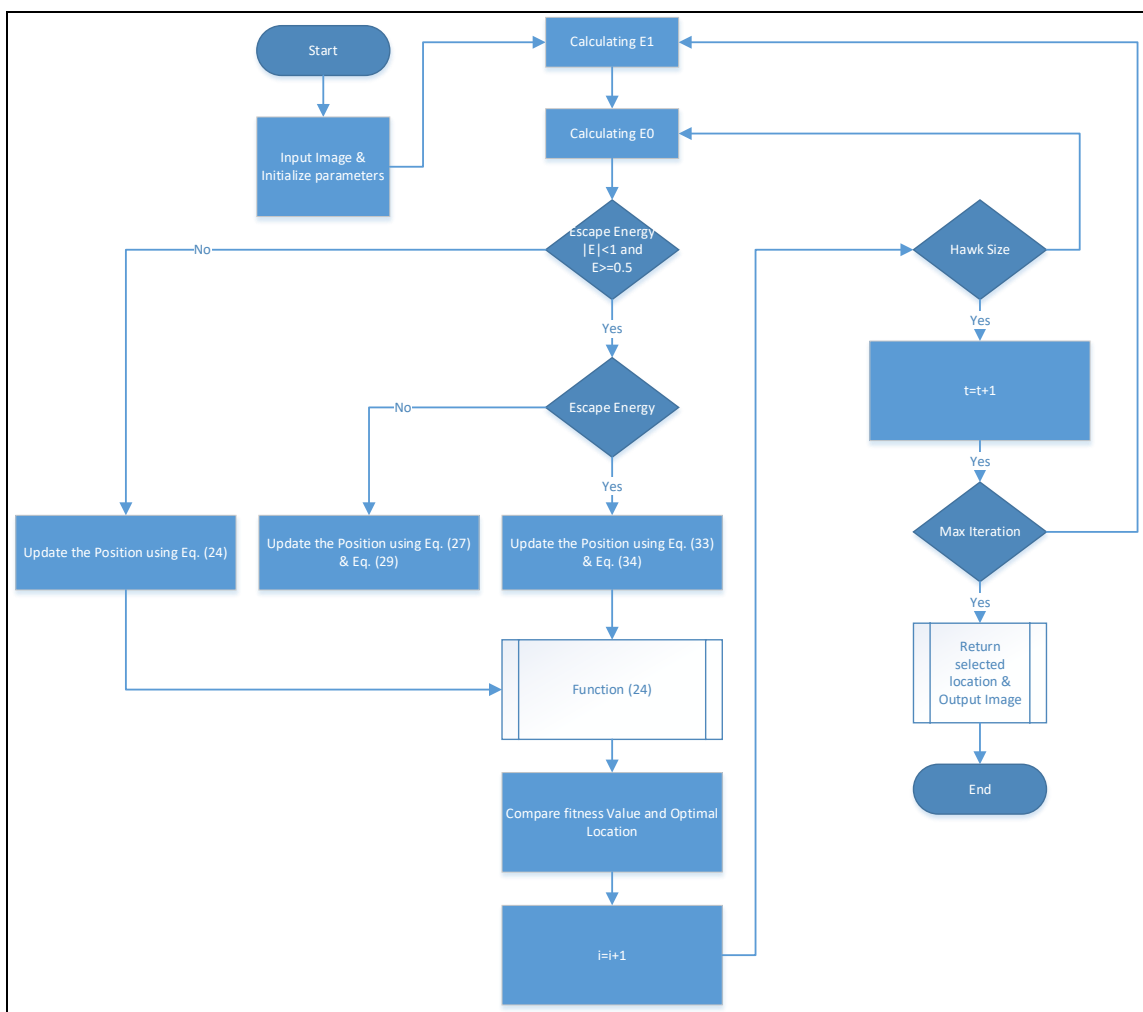 Start
Input Image &
Initialize parameters
Calculating E1
Calculating E0
Escape Energy
|E|<1 and
E>=0.5
No
Yes
Escape Energy
No
Yes
Update the Position using Eq. (24)
Update the Position using Eq. (27)
& Eq. (29)
Update the Position using Eq. (33)
& Eq. (34)
Function (24)
Compare fitness Value and Optimal
Location
i=i+1
Hawk Size
Yes
t=t+1
Yes
Max Iteration
Yes
Return
selected
location &
Output Image
End